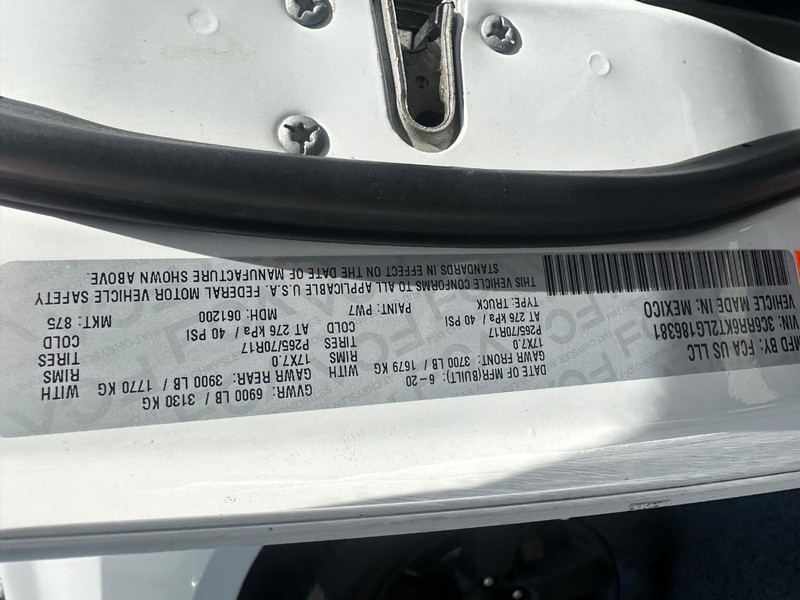 MFD BY: FCA US LLC
DATE OF MFR(BUILT): 6-20
GVWR: 6900 LB / 3130 KG
GAWR FRONT: 3700 LB / 1679 KG
WITH
GAWR REAR: 3900 LB / 1770 KG
WITH
17X7.0
RIMS
17X7.0
RIMS
P265/70R17
TIRES
P265/70R17
TIRES
AT 276 kPa / 40 PSI
COLD
AT 276 kPa / 40 PSI
COLD
VIN: 3C6RR6KT2LG186381
TYPE: TRUCK
PAINT: PW7
MDH: 061200
MKT: 875
VEHICLE MADE IN: MEXICO
THIS VEHICLE CONFORMS TO ALL APPLICABLE U.S.A. FEDERAL MOTOR VEHICLE SAFETY
STANDARDS IN EFFECT ON THE DATE OF MANUFACTURE SHOWN ABOVE.